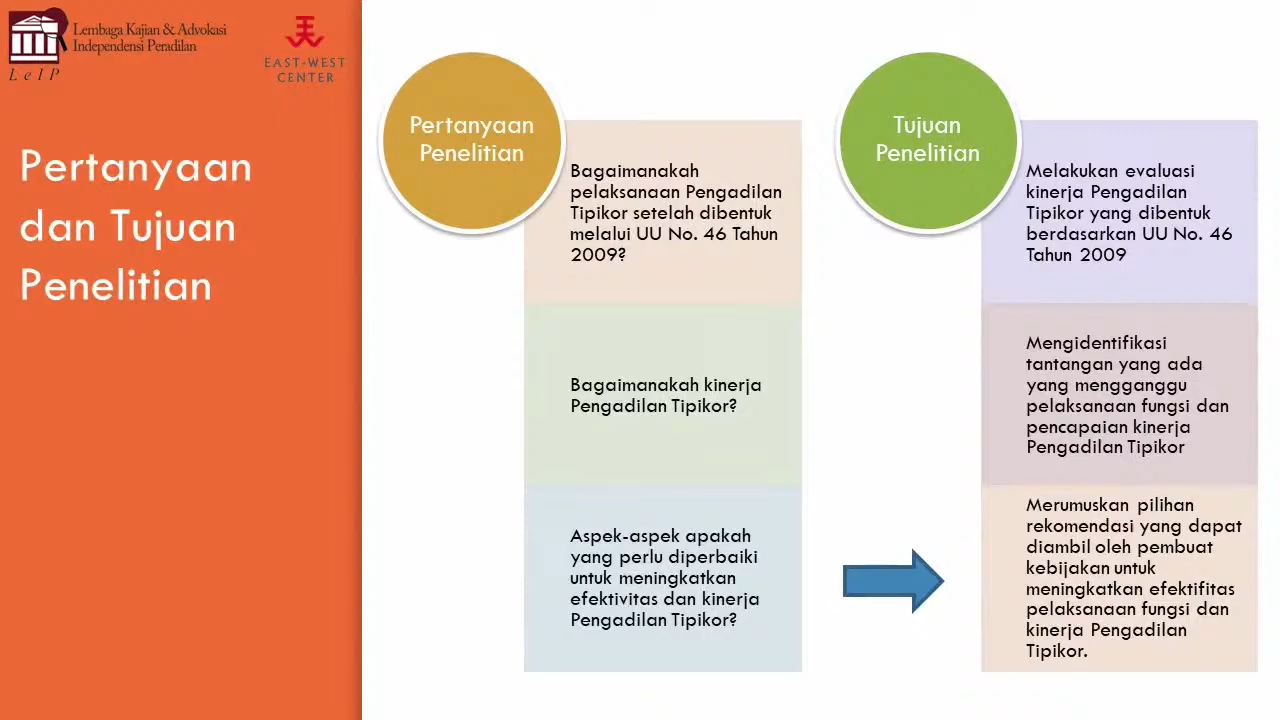 Lembaga Kajian & Advokasi
Independensi Peradilan
LeIP
EAST-WEST
CENTER
Pertanyaan
dan Tujuan
Penelitian
Pertanyaan
Penelitian
Bagaimanakah
pelaksanaan Pengadilan
Tipikor setelah dibentuk
melalui UU No. 46 Tahun
2009?
Bagaimanakah kinerja
Pengadilan Tipikor?
Aspek-aspek apakah
yang perlu diperbaiki
untuk meningkatkan
efektivitas dan kinerja
Pengadilan Tipikor?
Tujuan
Penelitian
Melakukan evaluasi
kinerja Pengadilan
Tipikor yang dibentuk
berdasarkan UU No. 46
Tahun 2009
Mengidentifikasi
tantangan yang ada
yang mengganggu
pelaksanaan fungsi dan
pencapaian kinerja
Pengadilan Tipikor
Merumuskan pilihan
rekomendasi yang dapat
diambil oleh pembuat
kebijakan untuk
meningkatkan efektifitas
pelaksanaan fungsi dan
kinerja Pengadilan
Tipikor.